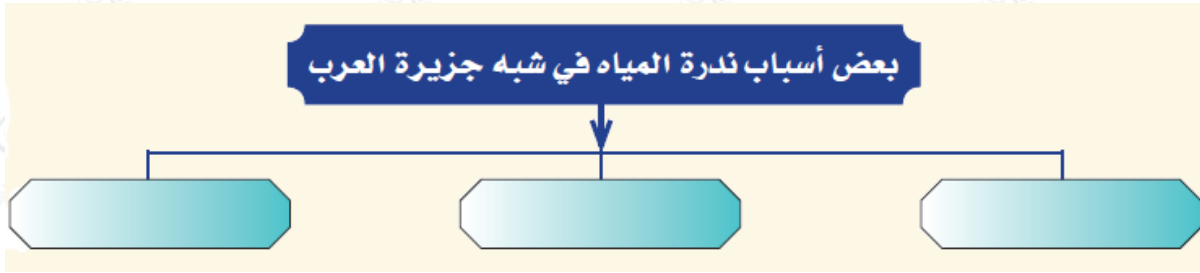 بعض أسباب ندرة المياه في شبه جزيرة العرب